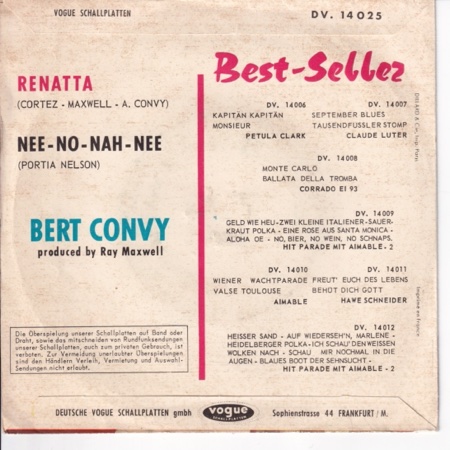 VOGUE SCHALLPLATTEN
DV. 14025
RENATTA
(CORTEZ - MAXWELL - A. CONVY)
NEE-NO-NAH-NEE
(PORTIA NELSON)
BERT CONVY
produced by Ray Maxwell
Die Überspielung unserer Schallplatten auf Band oder
Draht, sowie das mitschneiden von Rundfunksendungen
unserer Schallplatten, auch zum privaten Gebrauch, ist
verboten. Zur Vermeidung unerlaubter Überspielungen
sind den Händlern Verleih, Vermietung und Auswahl-
Sendungen nicht erlaubt.
Best-Seller
DV. 14006
KAPITÄN KAPITÄN
MONSIEUR
PETULA CLARK
DV. 14007
SEPTEMBER BLUES
TAUSENDFUSSLER STOMP
CLAUDE LUTER
DV. 14008
MONTE CARLO
BALLATA DELLA TROMBA
CORRADO EI 93
DV. 14009
GELD WIE HEU-ZWEI KLEINE ITALIENER-SAUER-
KRAUT POLKA - EINE ROSE AUS SANTA MONICA -
ALOHA OE - NO, BIER, NO WEIN, NO SCHNAPS.
HIT PARADE MIT AIMABLE - 2
DV. 14010
WIENER WACHTPARADE
VALSE TOULOUSE
AIMABLE
DV. 14011
FREUT' EUCH DES LEBENS
BEHÜT DICH GOTT
HAWE SCHNEIDER
DV. 14012
HEISSER SAND - AUF WIEDERSEH'N, MARLENE -
HEIDELBERGER POLKA - ICH SCHAU' DEN WEISSEN
WOLKEN NACH - SCHAU MIR NOCHMAL IN DIE
AUGEN - BLAUES BOOT DER SEHNSUCHT -
HIT PARADE MIT AIMABLE - 2
DEUTSCHE VOGUE SCHALLPLATTEN gmbh
vogue
SCHALLPLATTEN
Sophienstrasse 44 FRANKFURT / M.